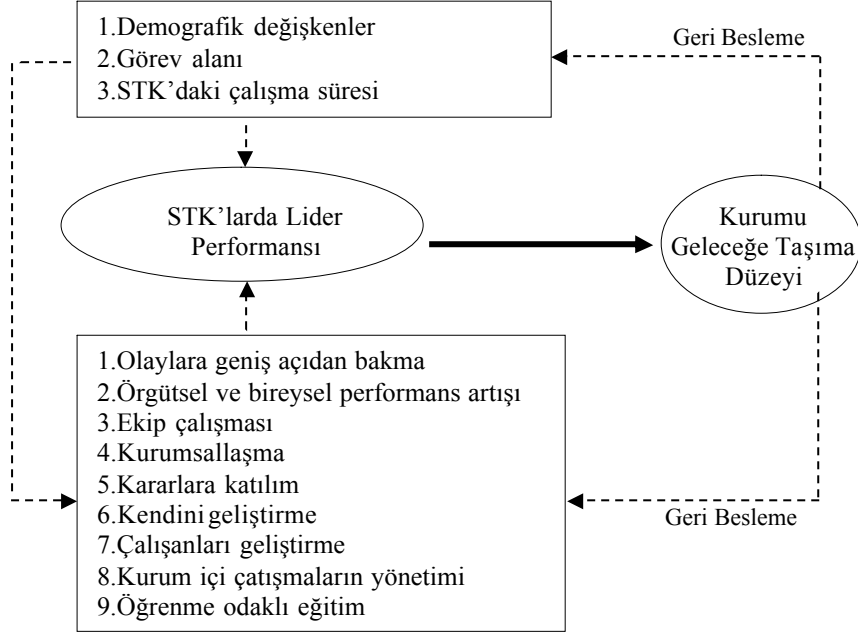 1.Demografik değişkenler
2.Görev alanı
3.STK’daki çalışma süresi
Geri Besleme
STK’larda Lider
Performansı
Kurumu
Geleceğe Taşıma
Düzeyi
1.Olaylara geniş açıdan bakma
2.Örgütsel ve bireysel performans artışı
3.Ekip çalışması
4.Kurumsallaşma
5.Kararlara katılım
6.Kendini geliştirme
7.Çalışanları geliştirme
8.Kurum içi çatışmaların yönetimi
9.Öğrenme odaklı eğitim
Geri Besleme